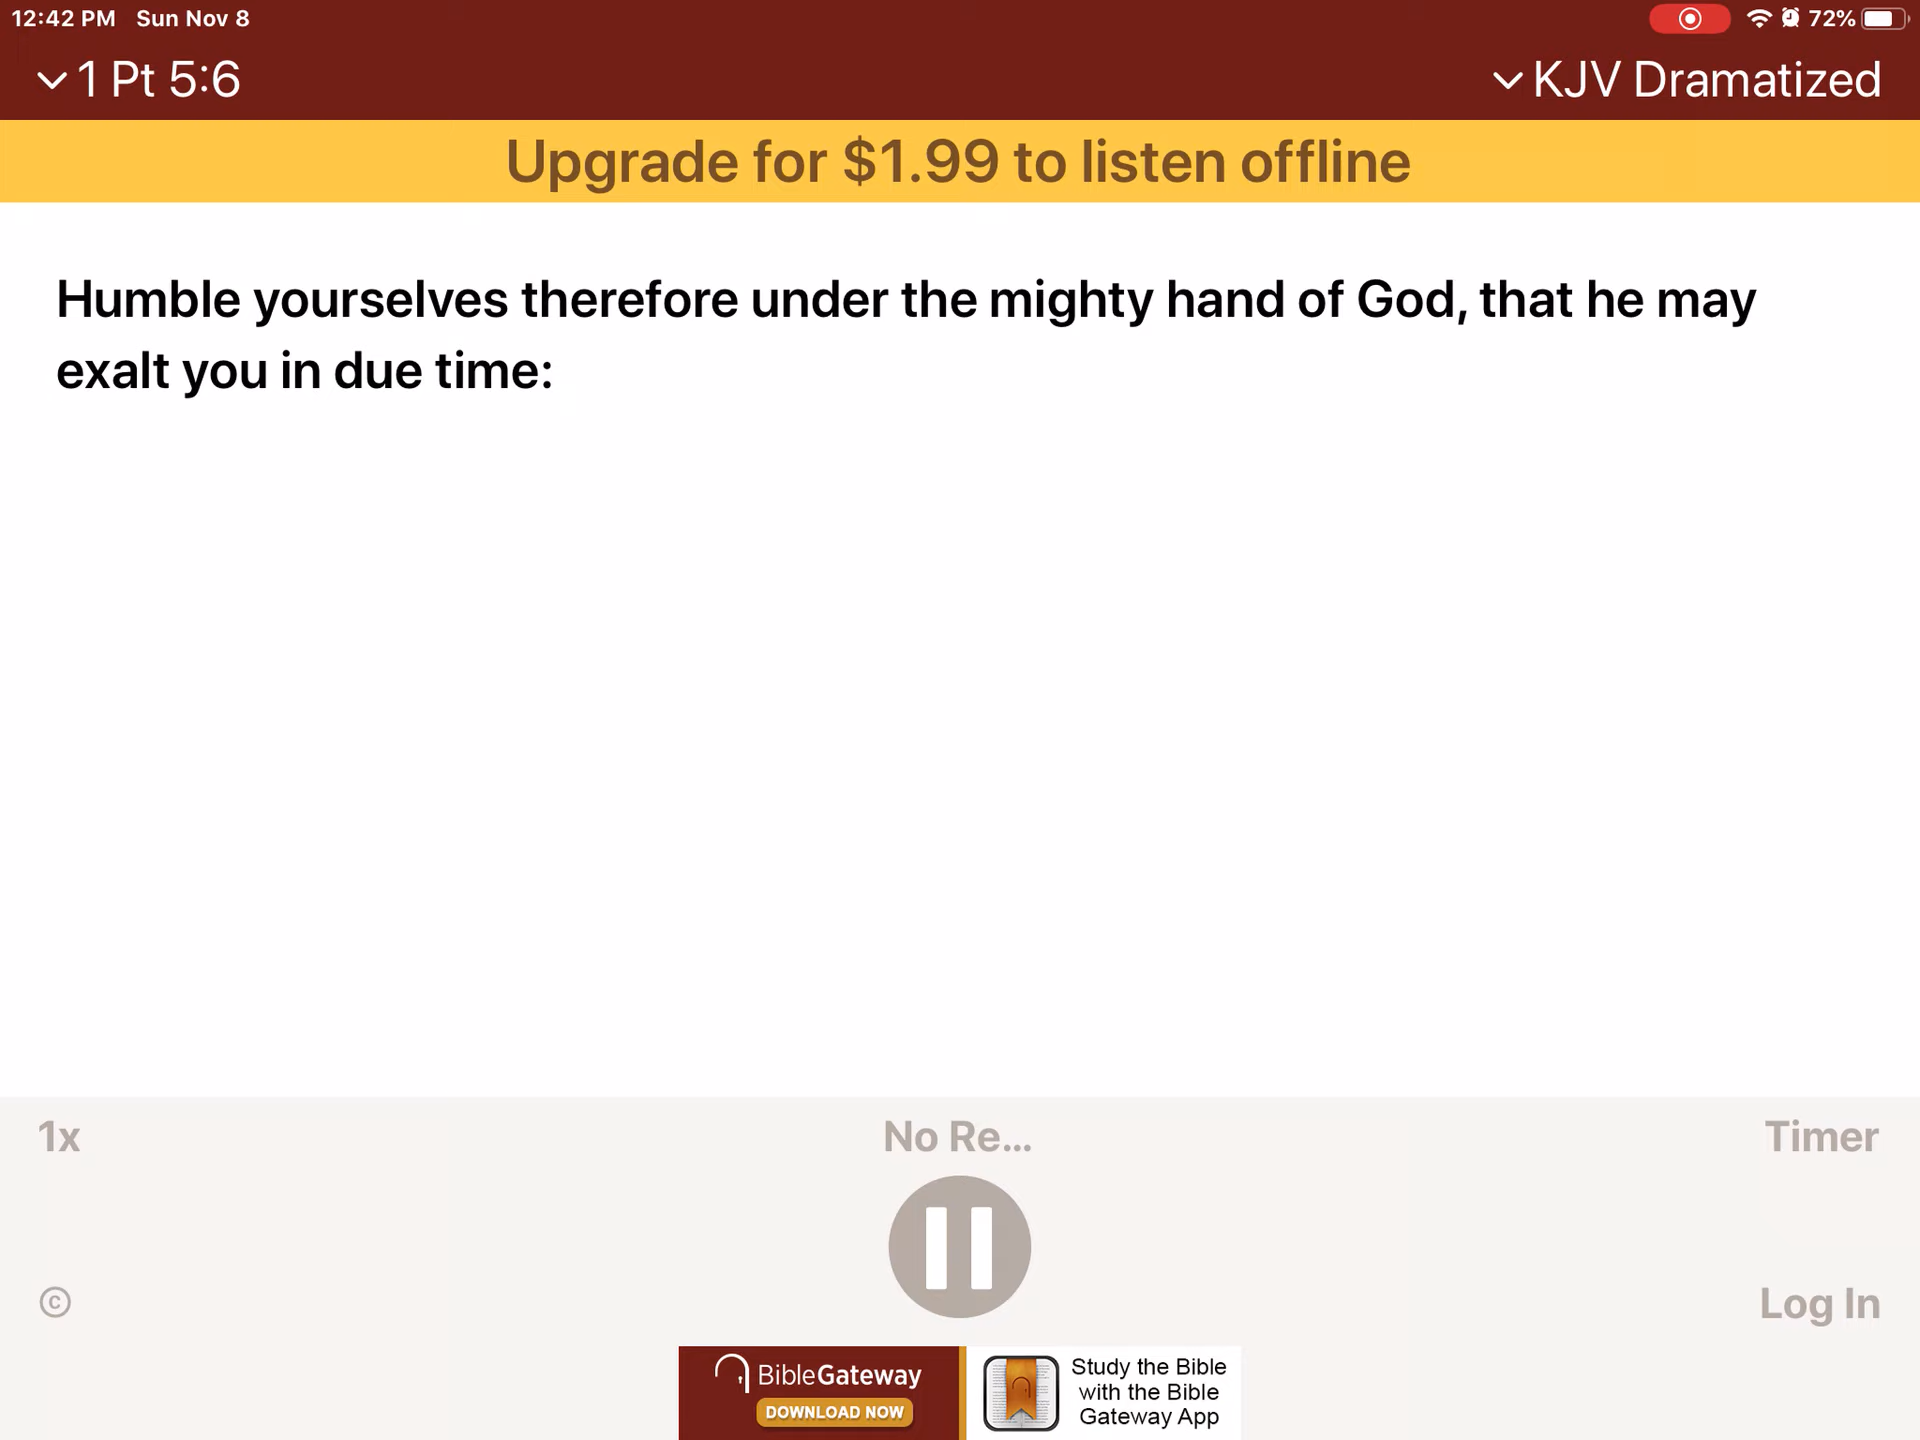 12:42 PM Sun Nov 8
72%
1 Pt 5:6
KJV Dramatized
Upgrade for $1.99 to listen offline
Humble yourselves therefore under the mighty hand of God, that he may
exalt you in due time:
1x
No Re...
Timer
©
Log In
BibleGateway
DOWNLOAD NOW
Study the Bible
with the Bible
Gateway App